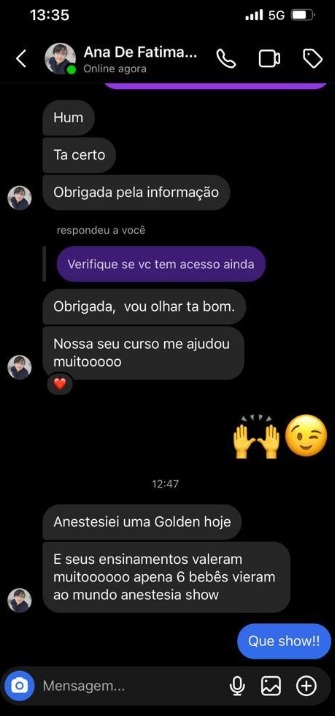 13:35
5G
Ana De Fatima...
Online agora
Hum
Ta certo
Obrigada pela informação
respondeu a você
Verifique se vc tem acesso ainda
Obrigada, vou olhar ta bom.
Nossa seu curso me ajudou
muitooooo
12:47
Anestesiei uma Golden hoje
E seus ensinamentos valeram
muitoooooo apena 6 bebês vieram
ao mundo anestesia show
Que show!!
Mensagem...